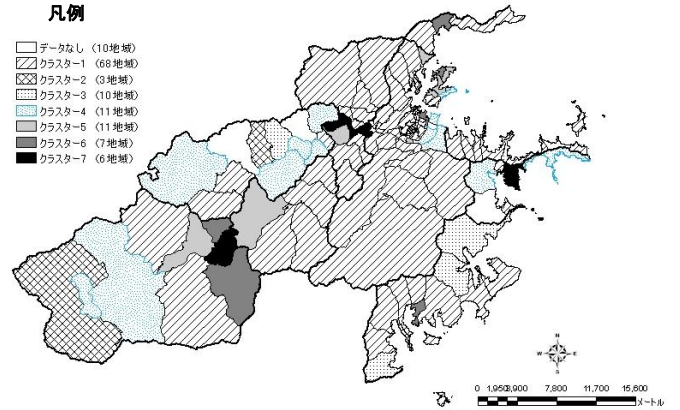 凡例
データなし (10地域)
クラスター1 (68地域)
クラスター2 (3地域)
クラスター3 (10地域)
クラスター4 (11地域)
クラスター5 (11地域)
クラスター6 (7地域)
クラスター7 (6地域)
N
W E
S
0 1,950 3,900 7,800 11,700 15,600
メートル